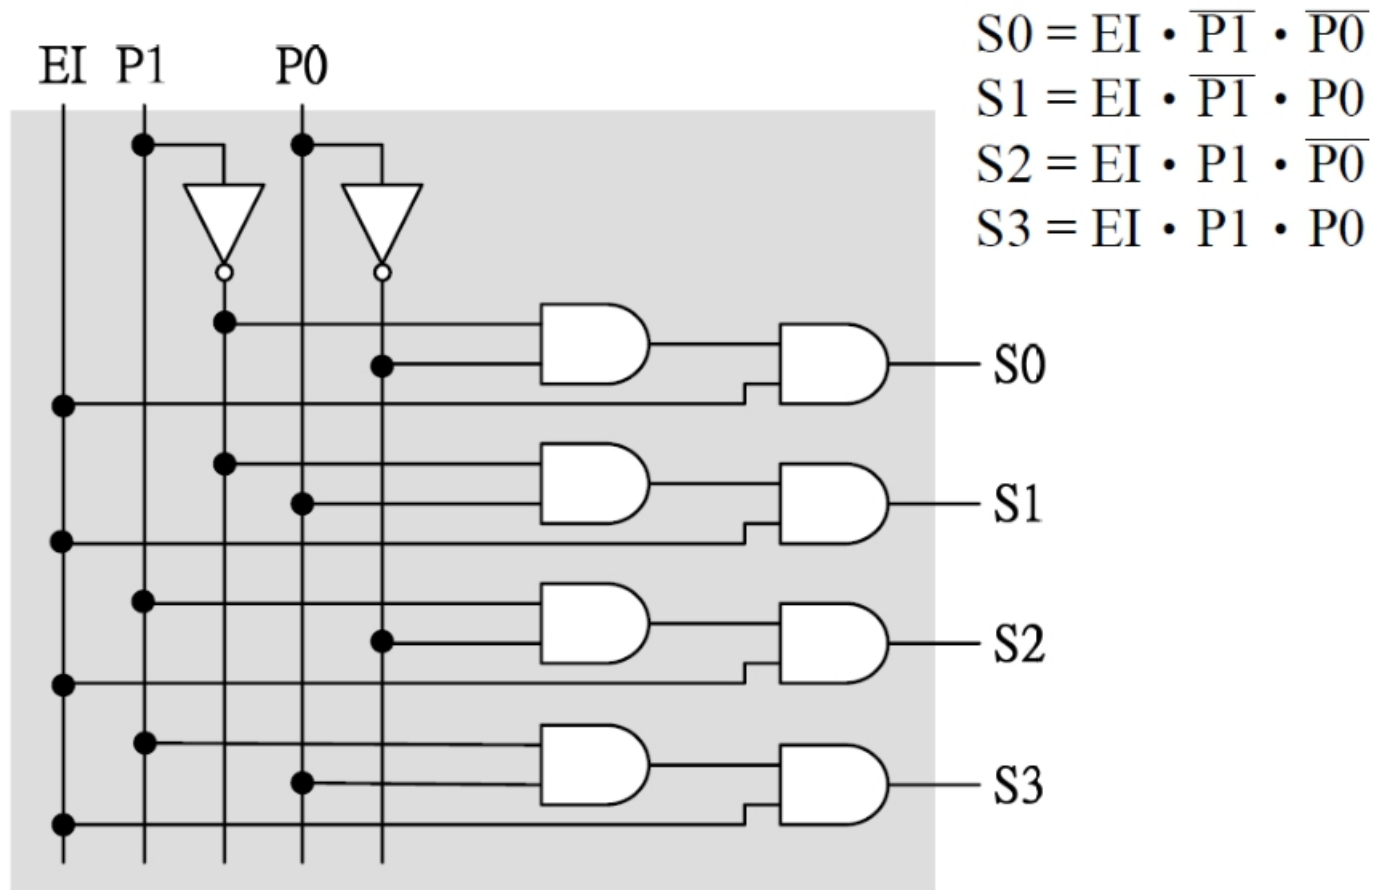 EI P1 P0
S0 = EI · P̅1̅ · P̅0̅
S1 = EI · P̅1̅ · P0
S2 = EI · P1 · P̅0̅
S3 = EI · P1 · P0
S0
S1
S2
S3